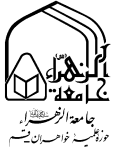 جامعة الزهراء (س)
جامعة الزهراء
حوزه علمیه خواهران قم